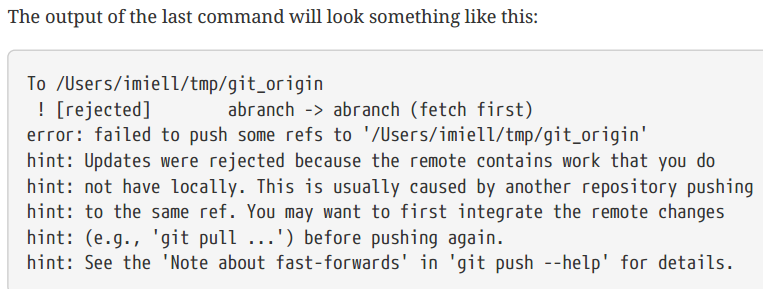 The output of the last command will look something like this:
To /Users/imiell/tmp/git_origin
 ! [rejected]        abranch -> abranch (fetch first)
error: failed to push some refs to '/Users/imiell/tmp/git_origin'
hint: Updates were rejected because the remote contains work that you do
hint: not have locally. This is usually caused by another repository pushing
hint: to the same ref. You may want to first integrate the remote changes
hint: (e.g., 'git pull ...') before pushing again.
hint: See the 'Note about fast-forwards' in 'git push --help' for details.